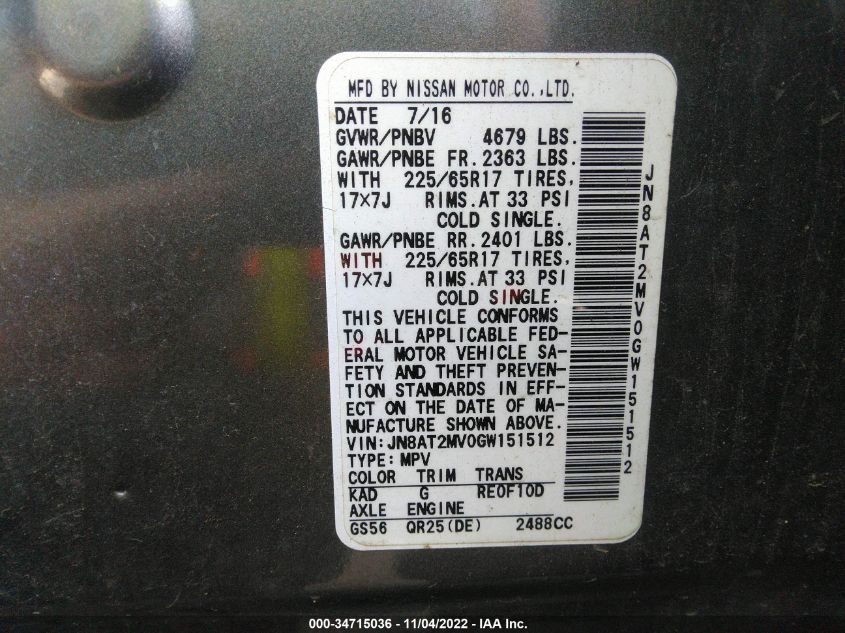 MFD BY NISSAN MOTOR CO.,LTD.
DATE 7/16
GVWR/PNBV 4679 LBS.
GAWR/PNBE FR. 2363 LBS.
WITH 225/65R17 TIRES,
17×7J RIMS. AT 33 PSI
COLD SINGLE.
GAWR/PNBE RR. 2401 LBS.
WITH 225/65R17 TIRES,
17×7J RIMS. AT 33 PSI
COLD SINGLE.
THIS VEHICLE CONFORMS
TO ALL APPLICABLE FED-
ERAL MOTOR VEHICLE SA-
FETY AND THEFT PREVEN-
TION STANDARDS IN EFF-
ECT ON THE DATE OF MA-
NUFACTURE SHOWN ABOVE.
VIN:JN8AT2MV0GW151512
TYPE:MPV
COLOR TRIM TRANS
KAD G RE0F10D
AXLE ENGINE
GS56 QR25(DE) 2488CC
JN8AT2MV0GW151512
000-34715036 - 11/04/2022 - IAA Inc.